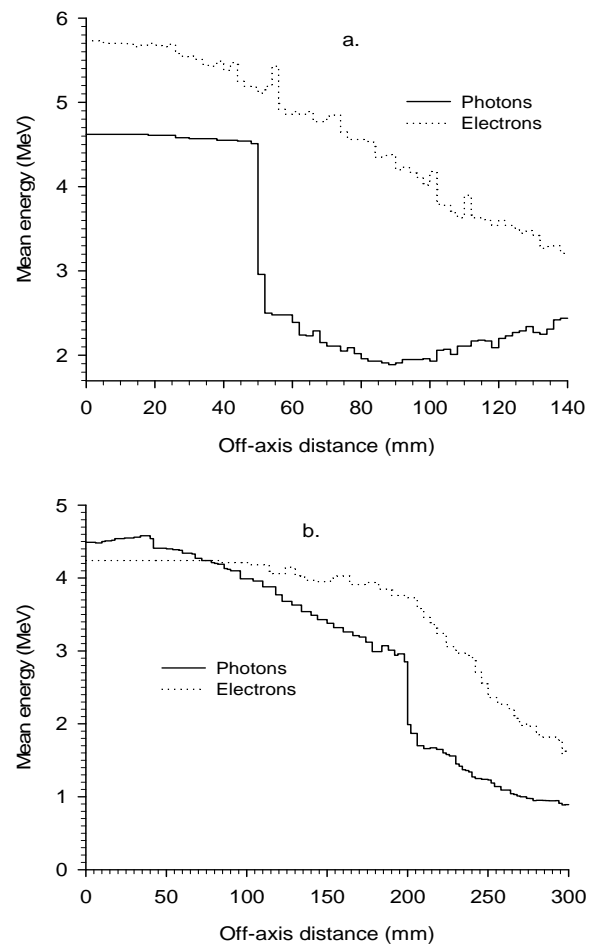 a.
6
5
4
3
2
Mean energy (MeV)
Photons
Electrons
0 20 40 60 80 100 120 140
Off-axis distance (mm)
b.
5
4
3
2
1
0
Mean energy (MeV)
Photons
Electrons
0 50 100 150 200 250 300
Off-axis distance (mm)